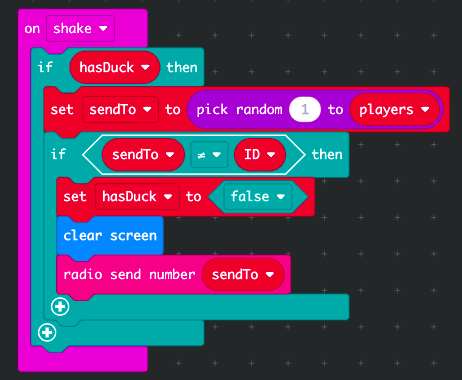 on shake
if hasDuck then
set sendTo to pick random 1 to players
if sendTo ≠ ID then
set hasDuck to false
clear screen
radio send number sendTo